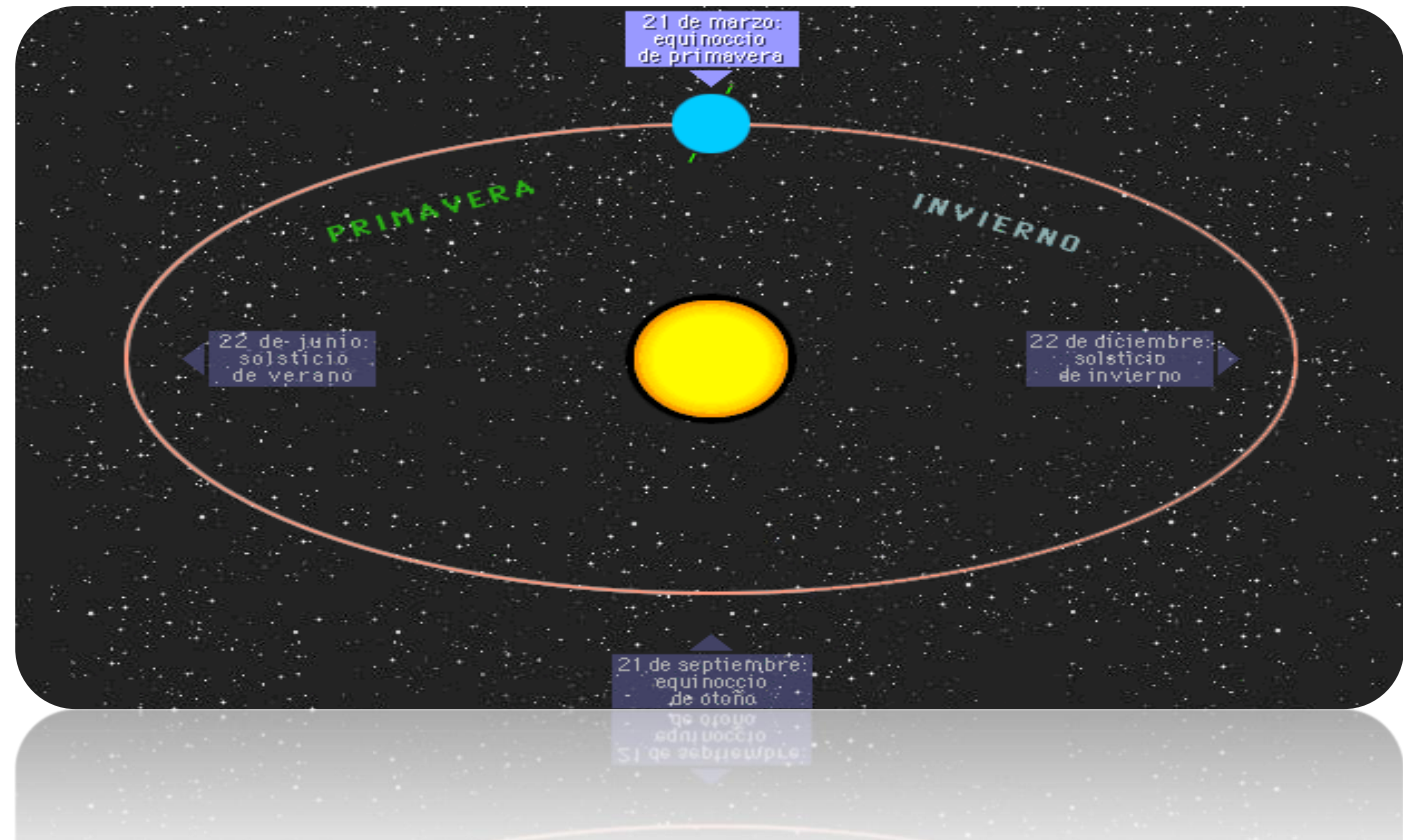 21 de marzo:
equinoccio
de primavera
PRIMAVERA
INVIERNO
22 de junio:
solsticio
de verano
22 de diciembre:
solsticio
de invierno
21 de septiembre:
equinoccio
de otoño